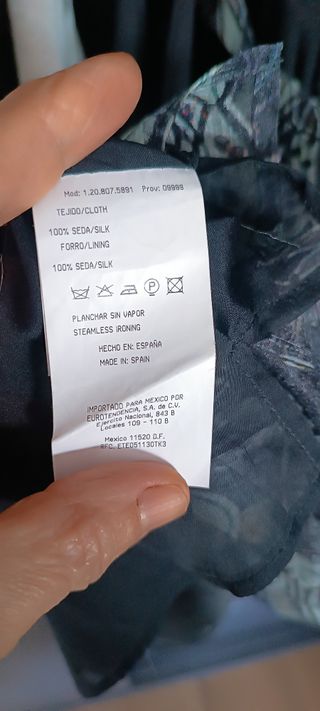 Mod: 1.20.807.5891 Prov: 09999
TEJIDO/CLOTH
100% SEDA/SILK
FORRO/LINING
100% SEDA/SILK
P
PLANCHAR SIN VAPOR
STEAMLESS IRONING
HECHO EN: ESPAÑA
MADE IN: SPAIN
IMPORTADO PARA MEXICO POR
EUROTENDENCIA, S.A. de C.V.
Ejercito Nacional, 843 B
Locales 109 - 110 B
Mexico 11520 D.F.
RFC. ETE051130TK3